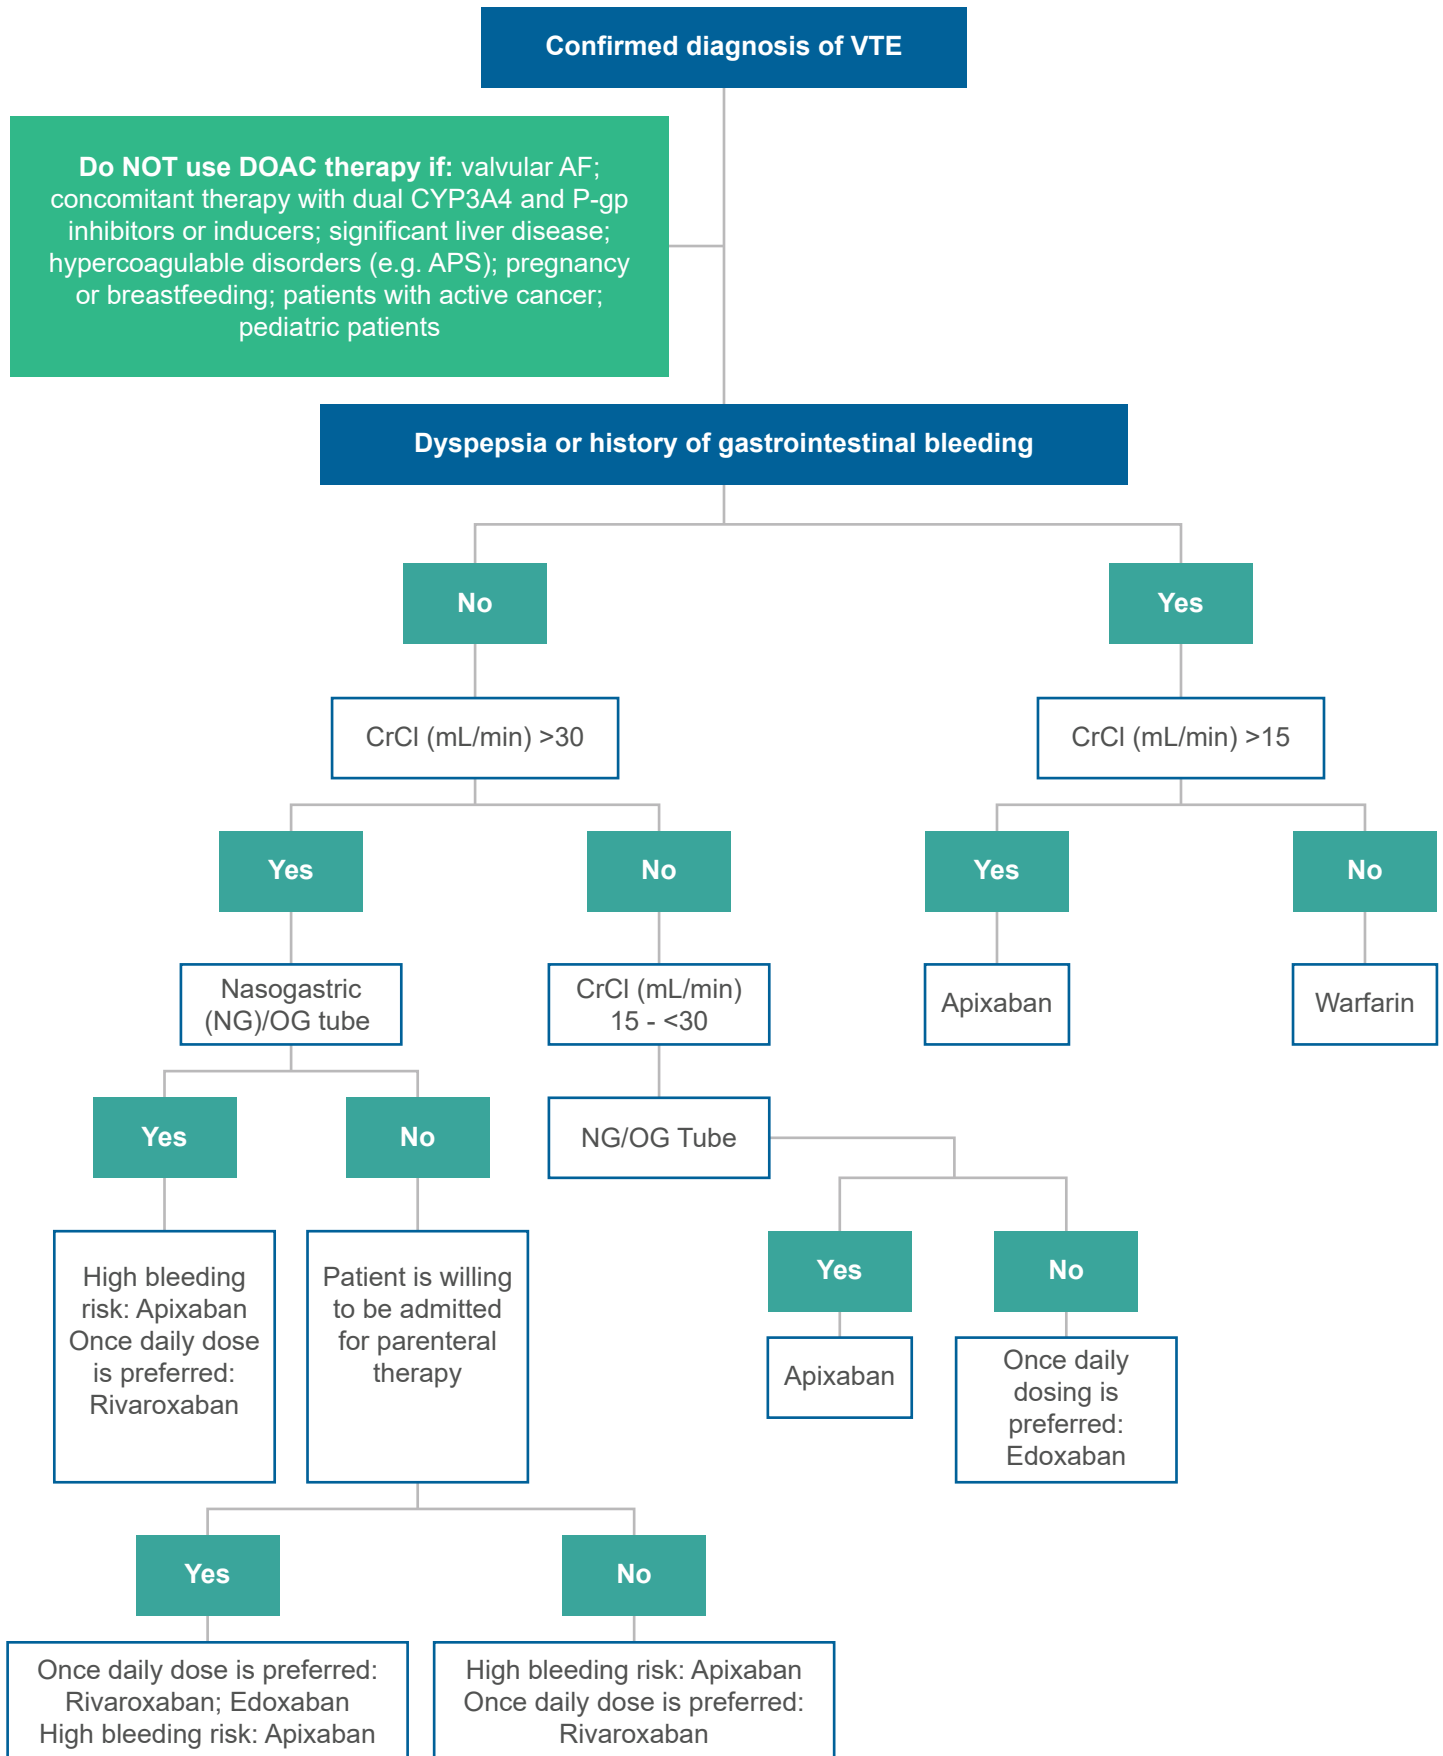 Confirmed diagnosis of VTE
Do NOT use DOAC therapy if: valvular AF;
concomitant therapy with dual CYP3A4 and P-gp
inhibitors or inducers; significant liver disease;
hypercoagulable disorders (e.g. APS); pregnancy
or breastfeeding; patients with active cancer;
pediatric patients
Dyspepsia or history of gastrointestinal bleeding
No
Yes
CrCl (mL/min) >30
CrCl (mL/min) >15
Yes
No
Yes
No
Nasogastric
(NG)/OG tube
CrCl (mL/min)
15 - <30
Apixaban
Warfarin
Yes
No
NG/OG Tube
High bleeding
risk: Apixaban
Once daily dose
is preferred:
Rivaroxaban
Patient is willing
to be admitted
for parenteral
therapy
Yes
No
Apixaban
Once daily
dosing is
preferred:
Edoxaban
Yes
No
Once daily dose is preferred:
Rivaroxaban; Edoxaban
High bleeding risk: Apixaban
High bleeding risk: Apixaban
Once daily dose is preferred:
Rivaroxaban